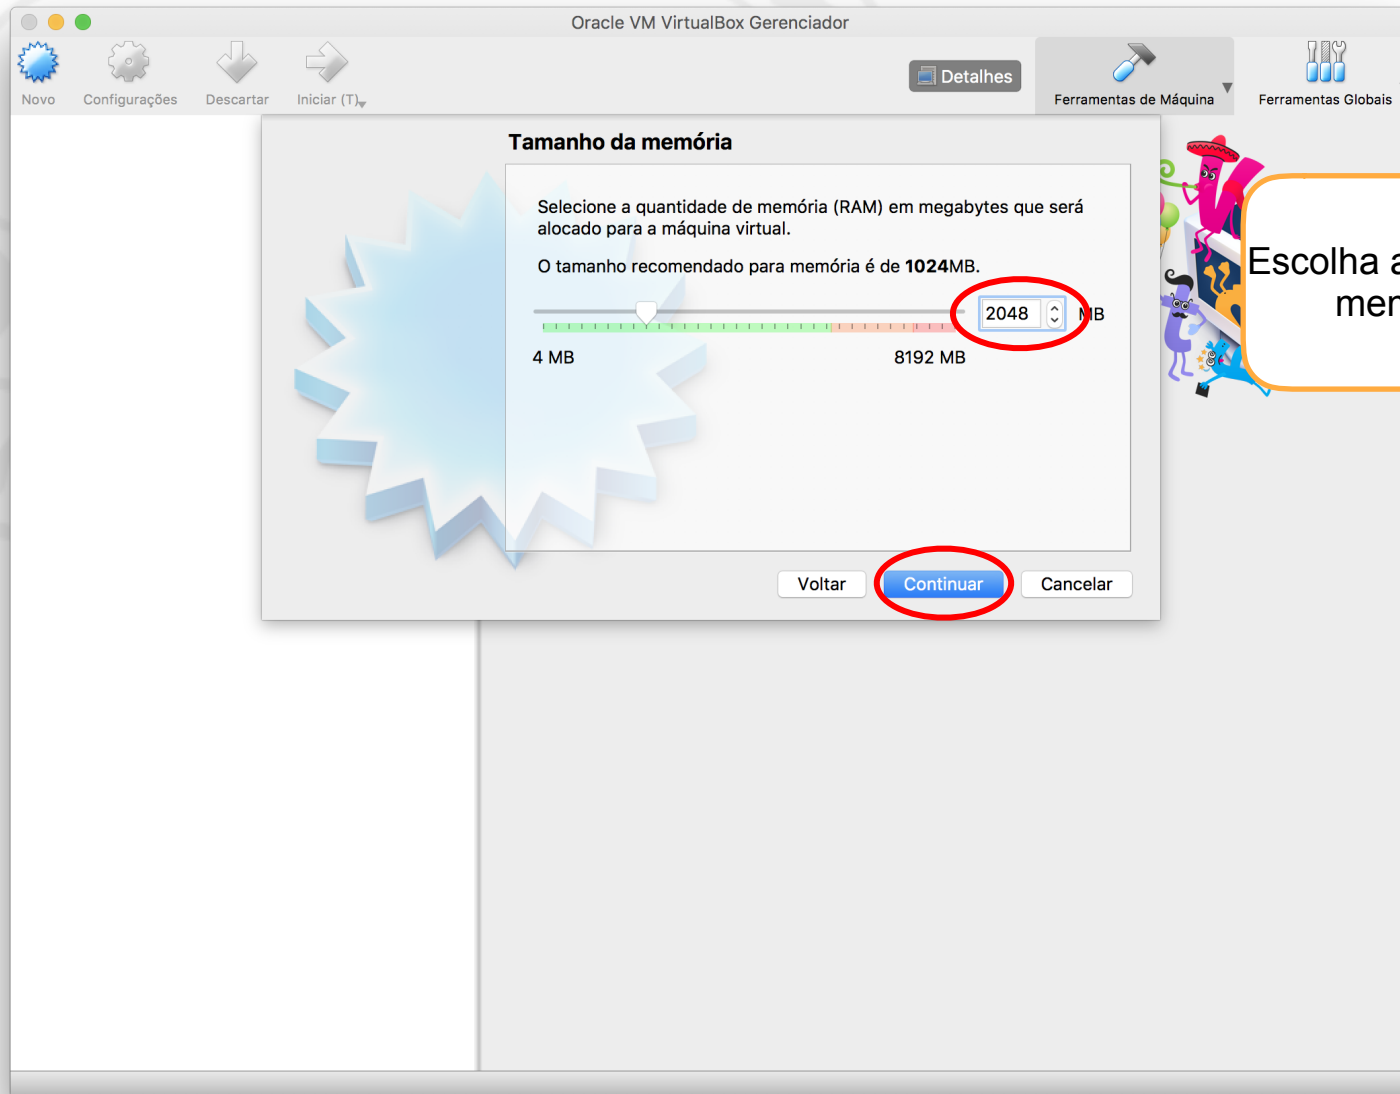 Oracle VM VirtualBox Gerenciador
Novo
Configurações
Descartar
Iniciar (T)
Detalhes
Ferramentas de Máquina
Ferramentas Globais
Tamanho da memória
Selecione a quantidade de memória (RAM) em megabytes que será
alocado para a máquina virtual.
O tamanho recomendado para memória é de 1024MB.
2048
MB
4 MB
8192 MB
Escolha a
mem
Voltar
Continuar
Cancelar